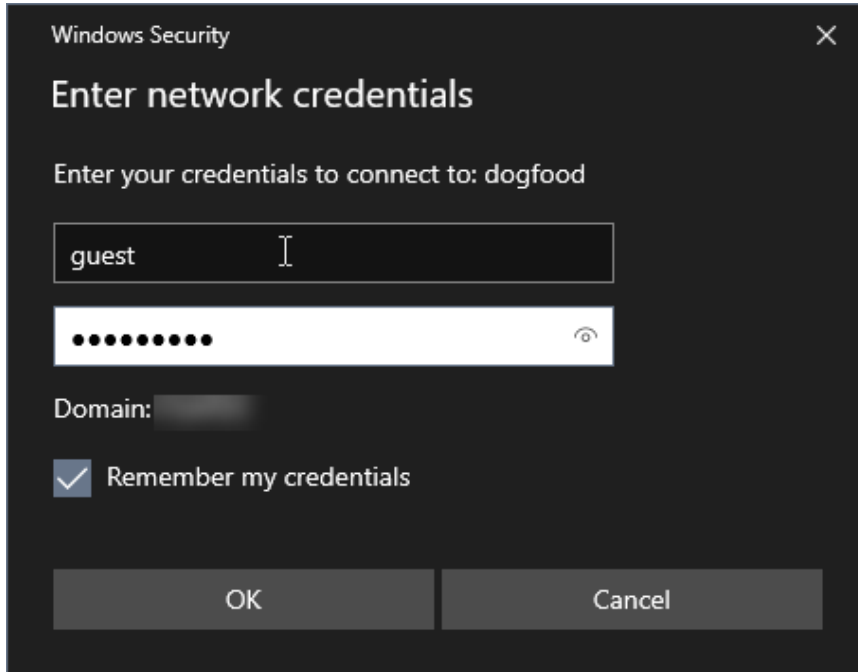 Windows Security
Enter network credentials
Enter your credentials to connect to: dogfood
guest
•••••••••
Domain:
Remember my credentials
OK Cancel